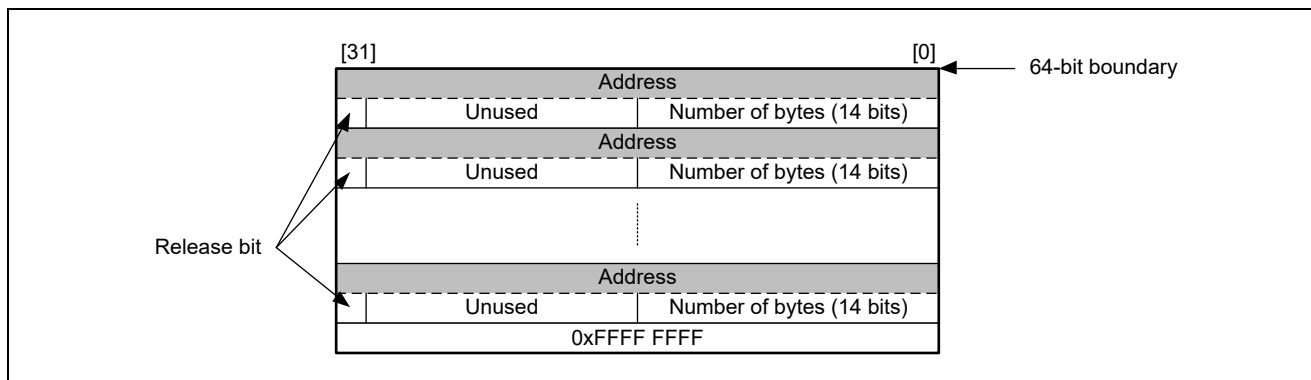 [31] [0]
64-bit boundary
Address
Unused Number of bytes (14 bits)
Address
Unused Number of bytes (14 bits)
Release bit
Address
Unused Number of bytes (14 bits)
0xFFFF FFFF